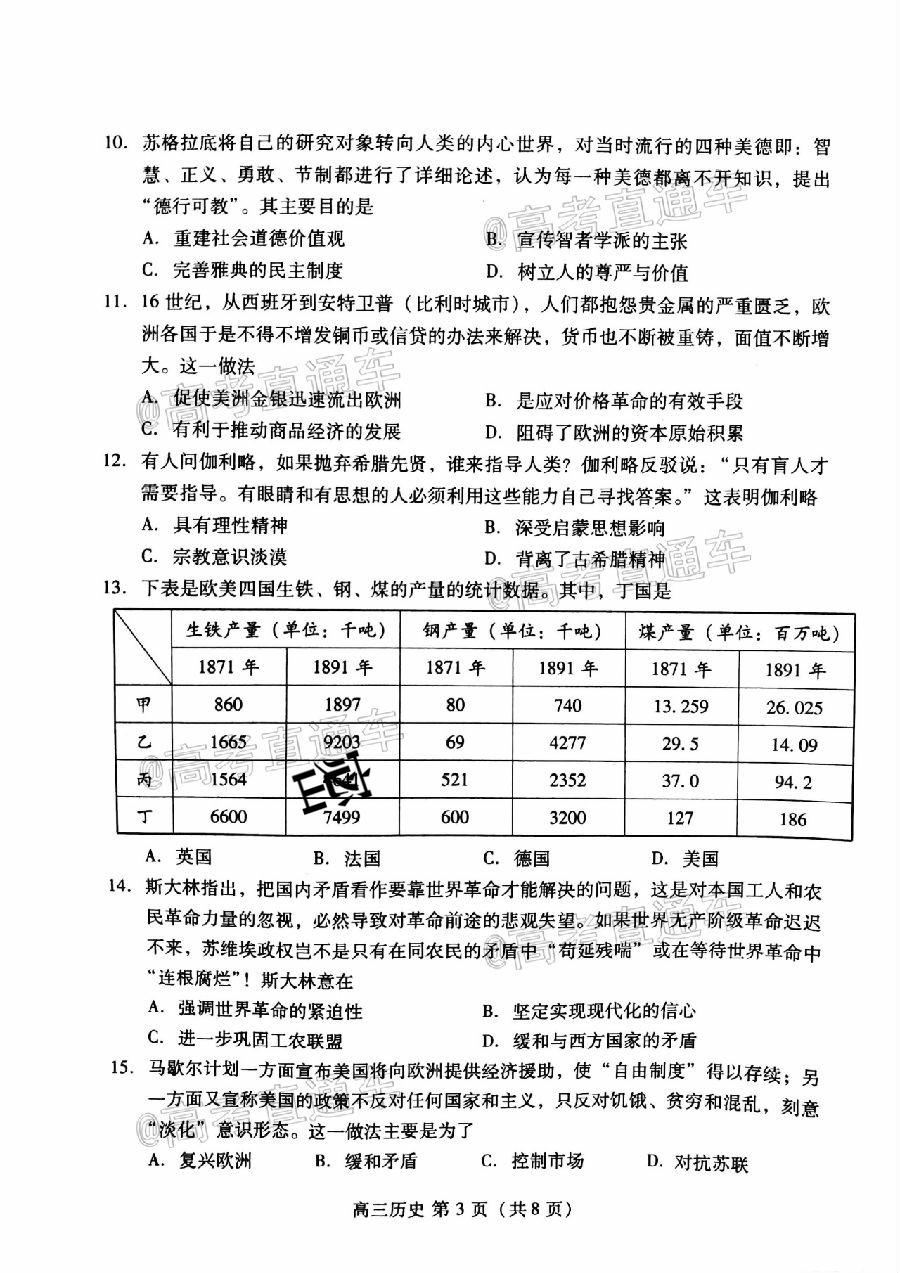 10. 苏格拉底将自己的研究对象转向人类的内心世界，对当时流行的四种美德即：智
慧、正义、勇敢、节制都进行了详细论述，认为每一种美德都离不开知识，提出
“德行可教”。其主要目的是
A. 重建社会道德价值观 B. 宣传智者学派的主张
C. 完善雅典的民主制度 D. 树立人的尊严与价值
11. 16 世纪，从西班牙到安特卫普（比利时城市），人们都抱怨贵金属的严重匮乏，欧
洲各国于是不得不增发铜币或信贷的办法来解决，货币也不断被重铸，面值不断增
大。这一做法
A. 促使美洲金银迅速流出欧洲 B. 是应对价格革命的有效手段
C. 有利于推动商品经济的发展 D. 阻碍了欧洲的资本原始积累
12. 有人问伽利略，如果抛弃希腊先贤，谁来指导人类？伽利略反驳说：“只有盲人才
需要指导。有眼睛和有思想的人必须利用这些能力自己寻找答案。” 这表明伽利略
A. 具有理性精神 B. 深受启蒙思想影响
C. 宗教意识淡漠 D. 背离了古希腊精神
13. 下表是欧美四国生铁、钢、煤的产量的统计数据。其中，丁国是
生铁产量（单位：千吨） 钢产量（单位：千吨） 煤产量（单位：百万吨）
1871 年 1891 年 1871 年 1891 年 1871 年 1891 年
甲 860 1897 80 740 13.259 26.025
乙 1665 9203 69 4277 29.5 14.09
丙 1564 521 2352 37.0 94.2
丁 6600 7499 600 3200 127 186
A. 英国 B. 法国 C. 德国 D. 美国
14. 斯大林指出，把国内矛盾看作要靠世界革命才能解决的问题，这是对本国工人和农
民革命力量的忽视，必然导致对革命前途的悲观失望。如果世界无产阶级革命迟迟
不来，苏维埃政权岂不是只有在同农民的矛盾中“苟延残喘”或在等待世界革命中
“连根腐烂”！斯大林意在
A. 强调世界革命的紧迫性 B. 坚定实现现代化的信心
C. 进一步巩固工农联盟 D. 缓和与西方国家的矛盾
15. 马歇尔计划一方面宣布美国将向欧洲提供经济援助，使“自由制度”得以存续；另
一方面又宣称美国的政策不反对任何国家和主义，只反对饥饿、贫穷和混乱，刻意
“淡化”意识形态。这一做法主要是为了
A. 复兴欧洲 B. 缓和矛盾 C. 控制市场 D. 对抗苏联
高三历史 第 3 页（共 8 页）
@高考直通车
@高考直通车
@高考直通车
@高考直通车
@高考直通车
@高考直通车